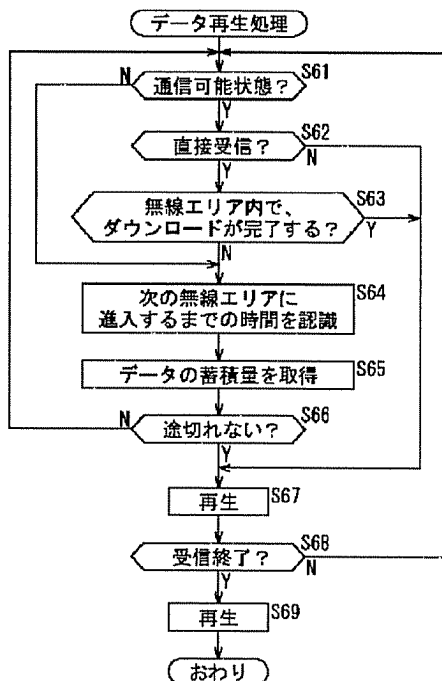 データ再生処理
S61
N
通信可能状態？
Y
S62
直接受信？
N
Y
S63
無線エリア内で、
ダウンロードが完了する？
Y
N
S64
次の無線エリアに
進入するまでの時間を認識
S65
データの蓄積量を取得
N
S66
途切れない？
Y
S67
再生
S68
受信終了？
N
Y
S69
再生
おわり